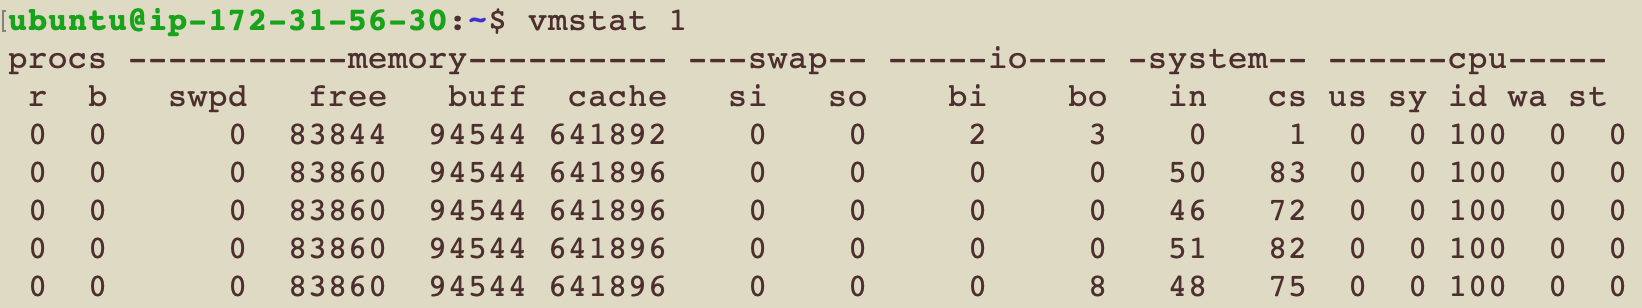 [ubuntu@ip-172-31-56-30:~$ vmstat 1
procs -----------memory---------- ---swap-- -----io---- -system-- ------cpu-----
 r  b   swpd   free   buff  cache   si   so    bi    bo   in   cs us sy id wa st
 0  0      0  83844  94544 641892    0    0     2     3    0    1  0  0 100  0  0
 0  0      0  83860  94544 641896    0    0     0     0   50   83  0  0 100  0  0
 0  0      0  83860  94544 641896    0    0     0     0   46   72  0  0 100  0  0
 0  0      0  83860  94544 641896    0    0     0     0   51   82  0  0 100  0  0
 0  0      0  83860  94544 641896    0    0     0     8   48   75  0  0 100  0  0